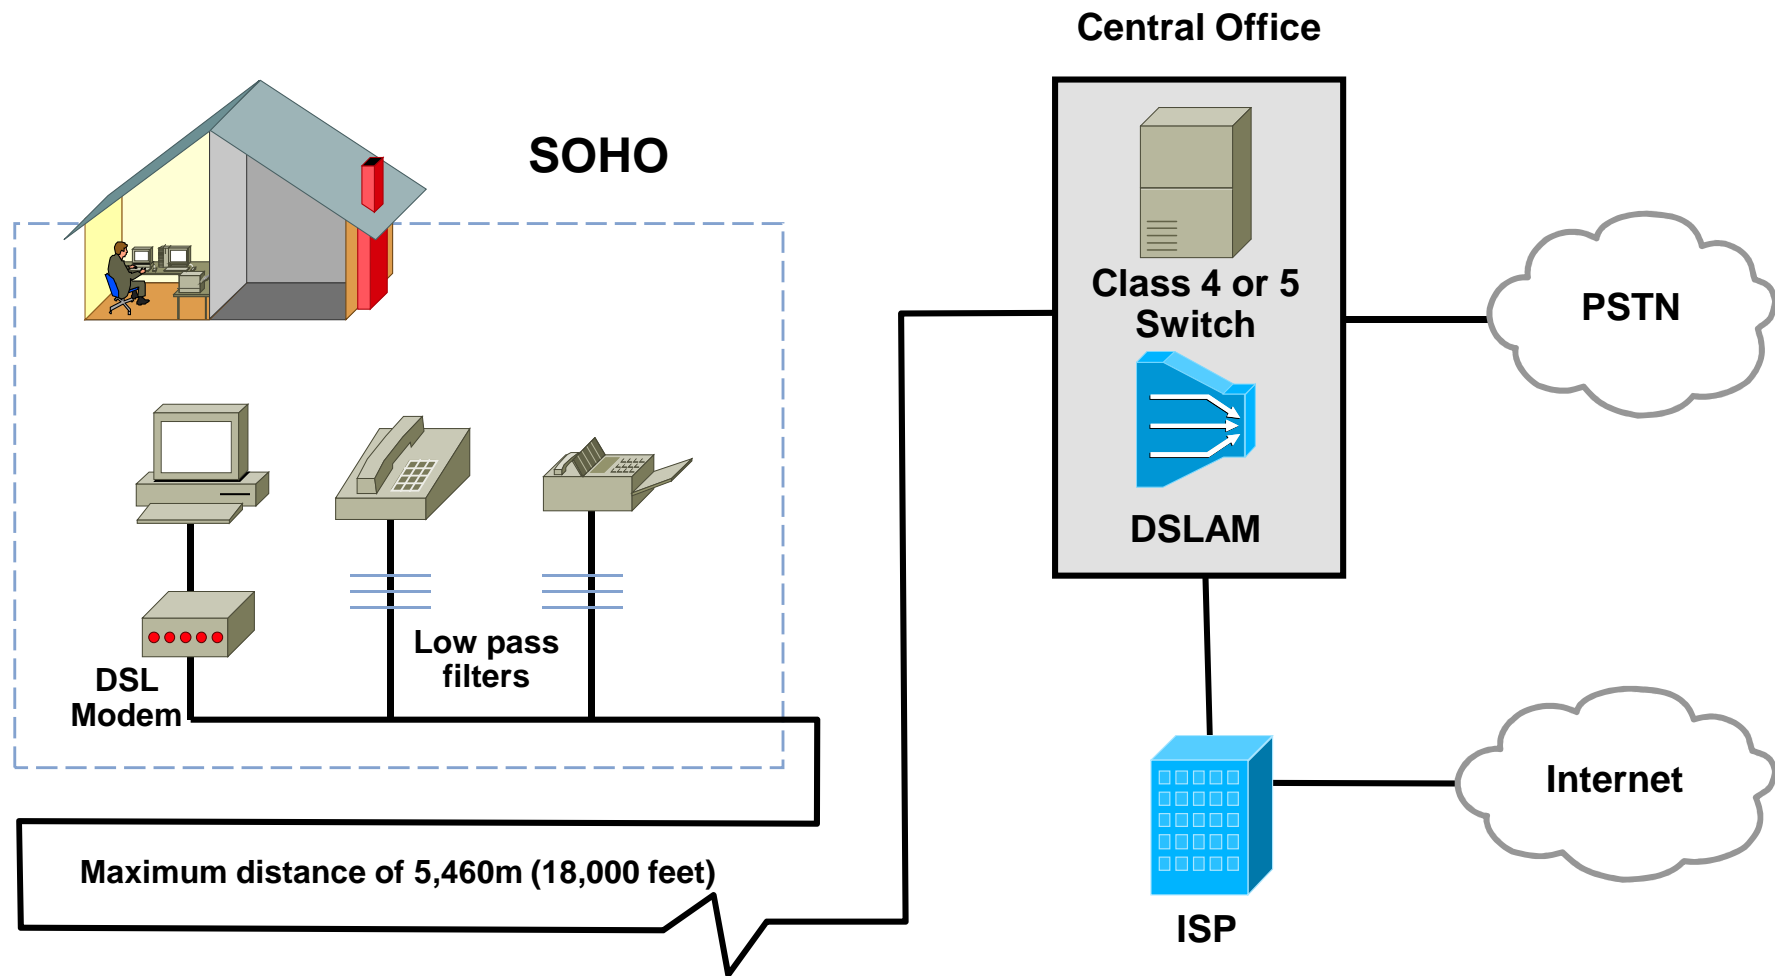 Central Office
SOHO
Class 4 or 5
Switch
PSTN
DSLAM
Low pass
filters
DSL
Modem
Internet
Maximum distance of 5,460m (18,000 feet)
ISP